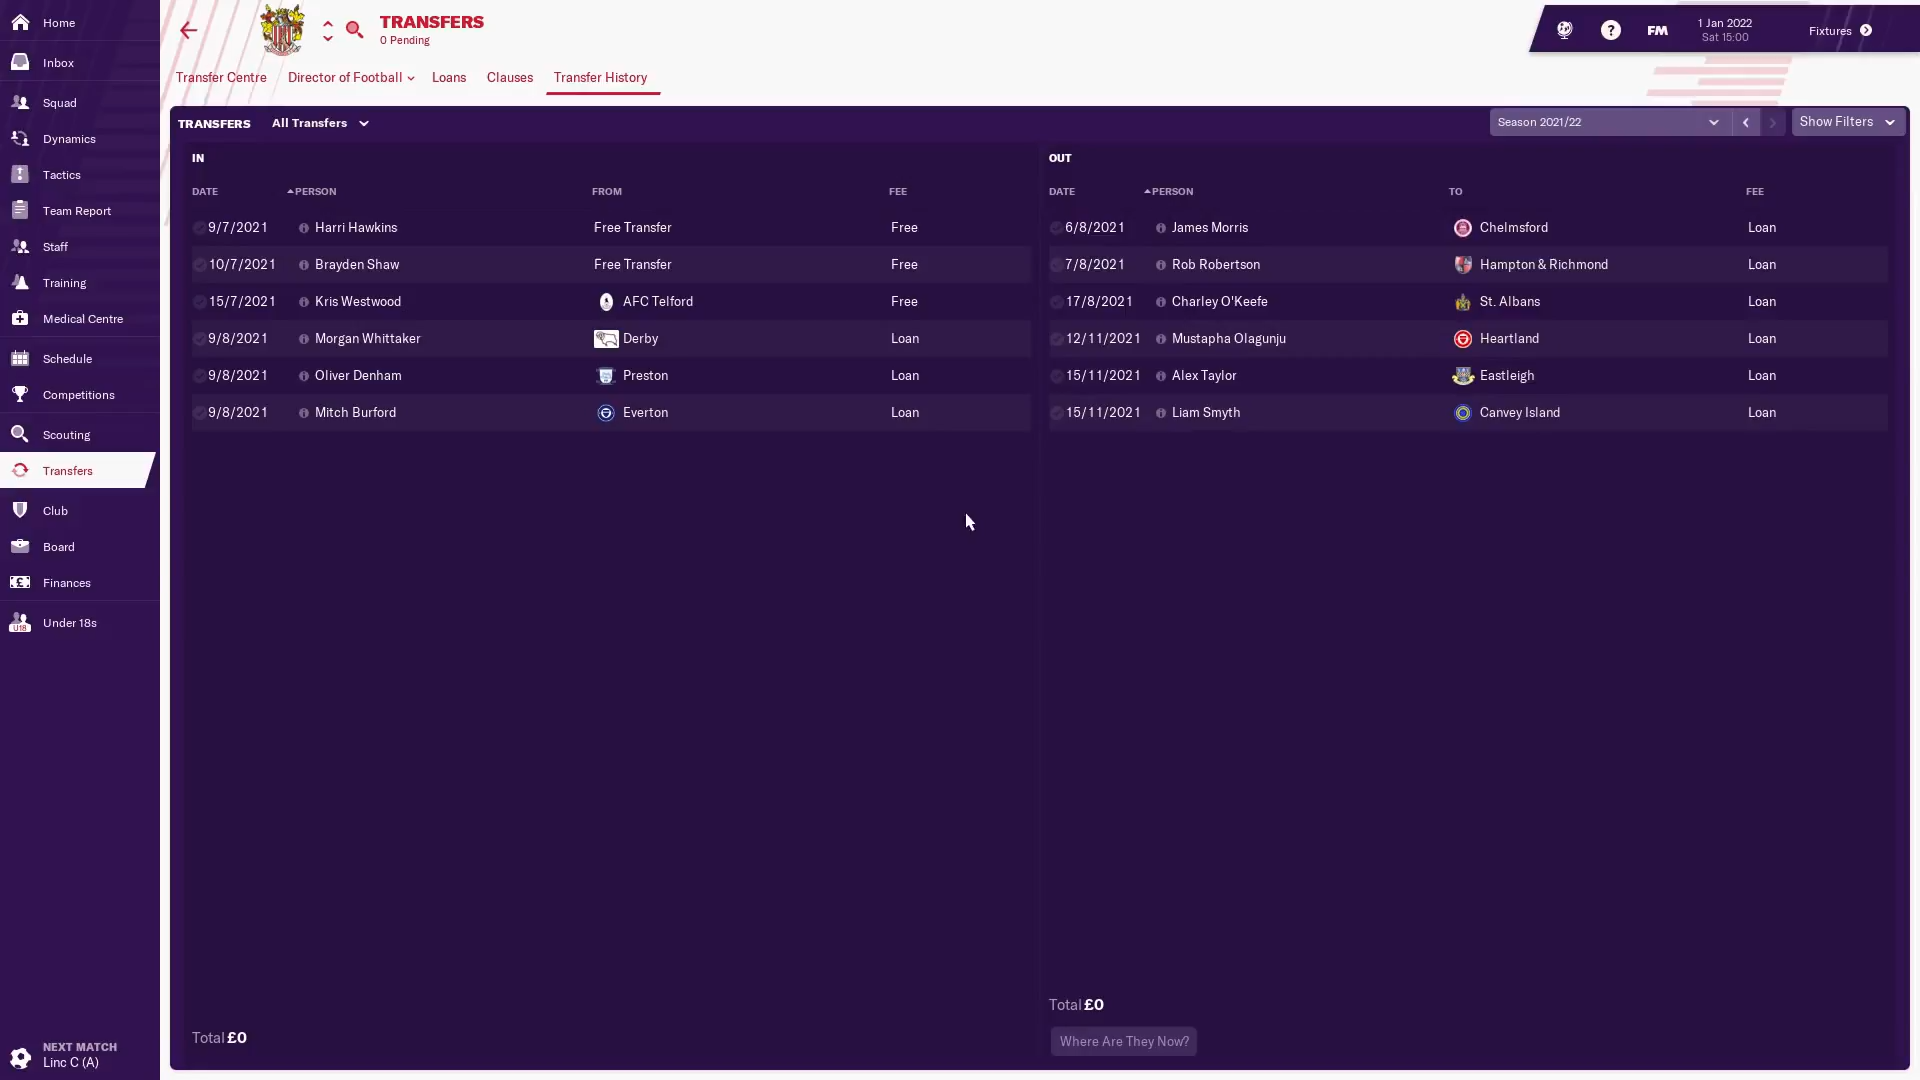 Home
Inbox
Squad
Dynamics
Tactics
Team Report
Staff
Training
Medical Centre
Schedule
Competitions
Scouting
Transfers
Club
Board
Finances
U18 Under 18s
NEXT MATCH
Linc C (A)
TRANSFERS
0 Pending
? FM
1 Jan 2022
Sat 15:00
Fixtures
Transfer Centre Director of Football Loans Clauses Transfer History
TRANSFERS All Transfers Season 2021/22 Show Filters
IN
DATE PERSON FROM FEE
9/7/2021 Harri Hawkins Free Transfer Free
10/7/2021 Brayden Shaw Free Transfer Free
15/7/2021 Kris Westwood AFC Telford Free
9/8/2021 Morgan Whittaker Derby Loan
9/8/2021 Oliver Denham Preston Loan
9/8/2021 Mitch Burford Everton Loan
Total £0
OUT
DATE PERSON TO FEE
6/8/2021 James Morris Chelmsford Loan
7/8/2021 Rob Robertson Hampton & Richmond Loan
17/8/2021 Charley O'Keefe St. Albans Loan
12/11/2021 Mustapha Olagunju Heartland Loan
15/11/2021 Alex Taylor Eastleigh Loan
15/11/2021 Liam Smyth Canvey Island Loan
Total £0
Where Are They Now?